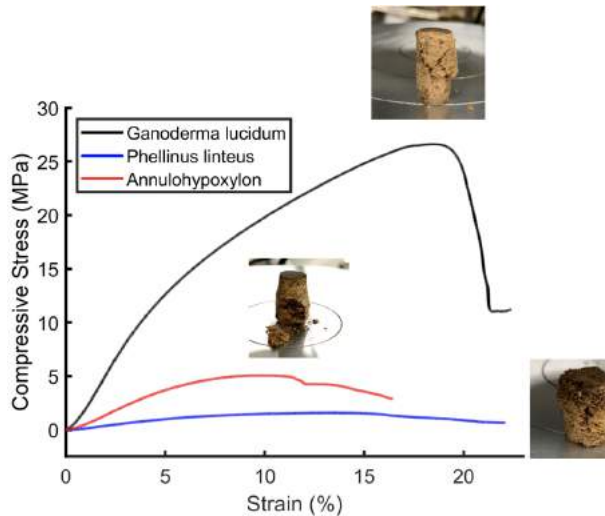 30
Ganoderma lucidum
Phellinus linteus
Annulohypoxylon
25
20
15
10
5
0
Compressive Stress (MPa)
0 5 10 15 20
Strain (%)